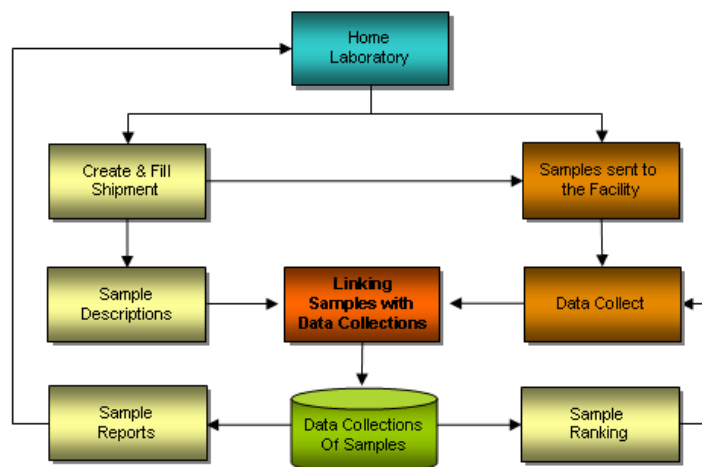 Home
Laboratory
Create & Fill
Shipment
Samples sent to
the Facility
Sample
Descriptions
Linking
Samples with
Data Collections
Data Collect
Sample
Reports
Data Collections
Of Samples
Sample
Ranking